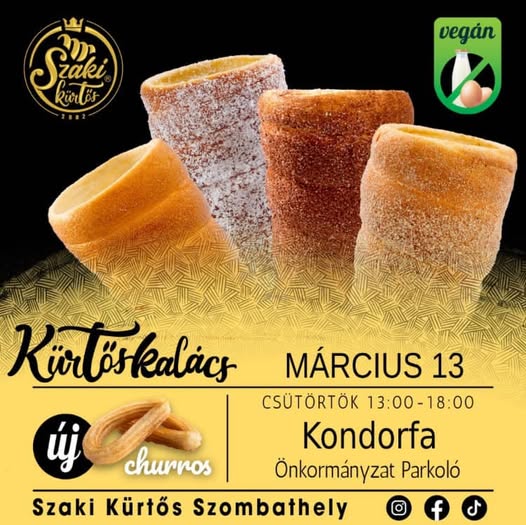 Szaki
kürtős
2002
vegán
Kürtőskalács
MÁRCIUS 13
CSÜTÖRTÖK 13:00-18:00
új
churros
Kondorfa
Önkormányzat Parkoló
Szaki Kürtős Szombathely